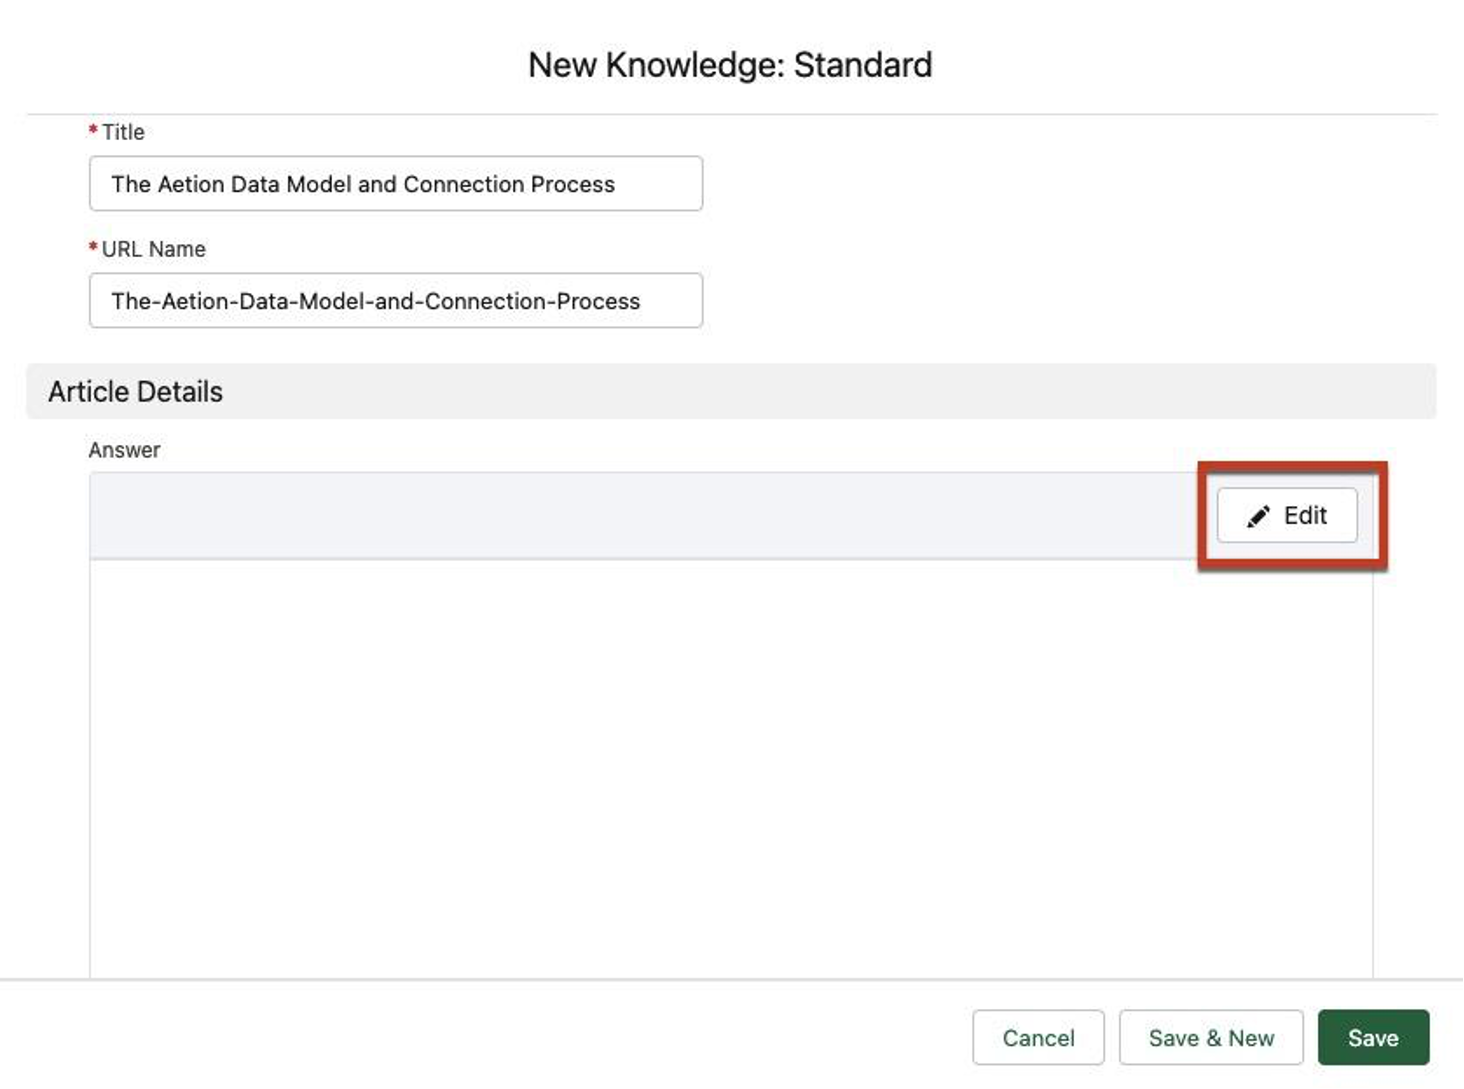 New Knowledge: Standard
* Title
The Aetion Data Model and Connection Process
* URL Name
The-Aetion-Data-Model-and-Connection-Process
Article Details
Answer
Edit
Cancel
Save & New
Save